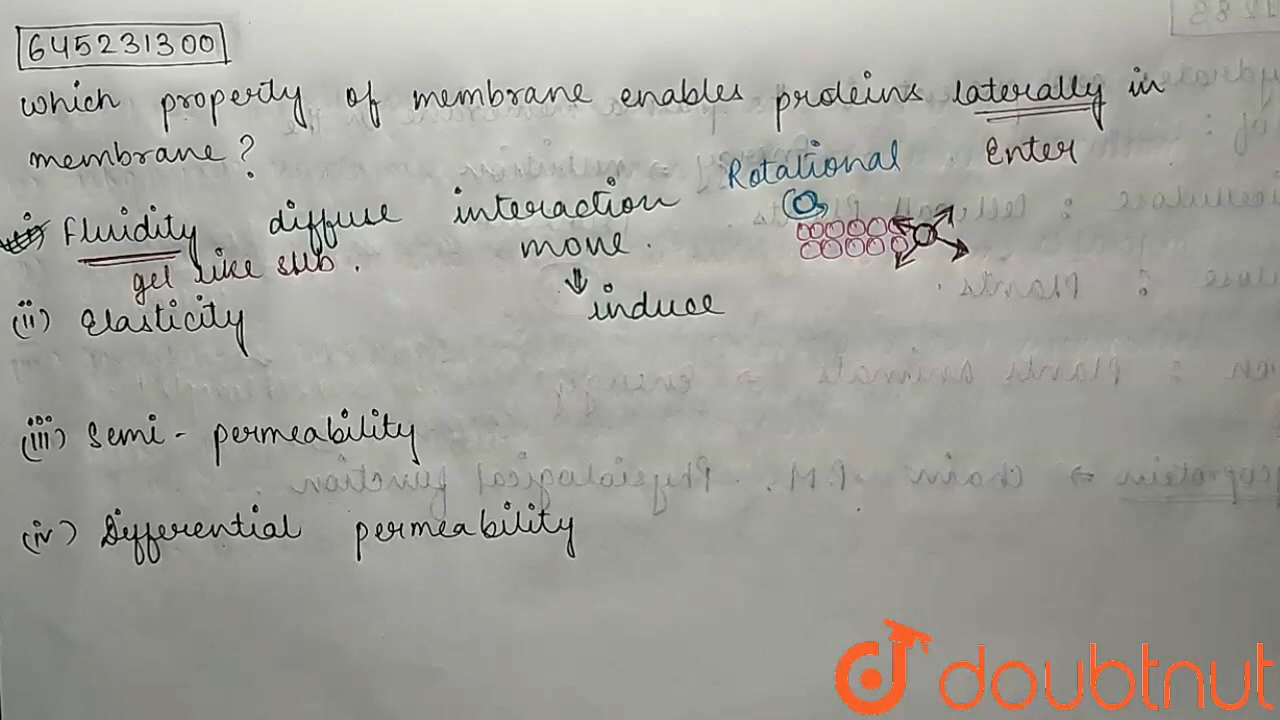 645231300
which property of membrane enables proteins laterally in
membrane?
Enter
Rotational
(i) Fluidity diffuse interaction
gel like sub.
move.
induce
(ii) Elasticity
(iii) Semi-permeability
(iv) Differential permeability
doubtnut